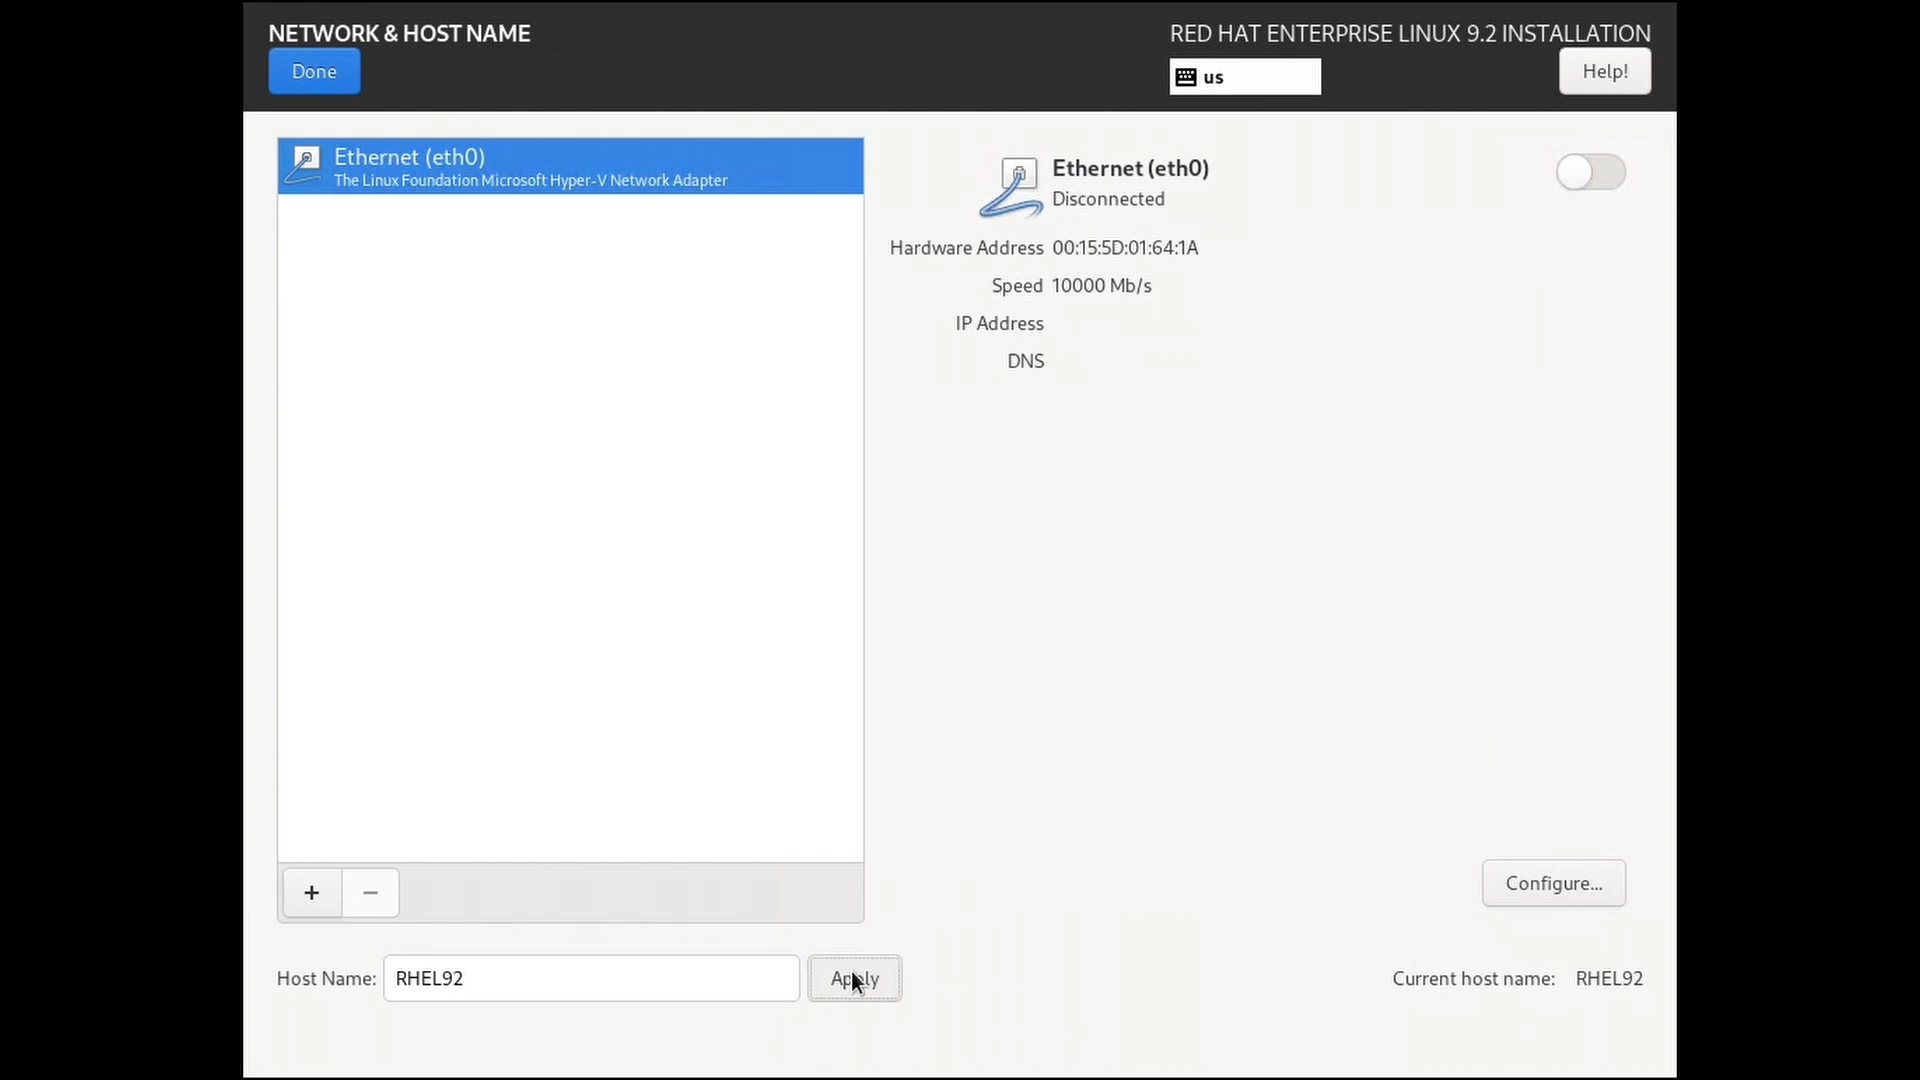 NETWORK & HOST NAME
RED HAT ENTERPRISE LINUX 9.2 INSTALLATION
Done
us
Help!
Ethernet (eth0)
The Linux Foundation Microsoft Hyper-V Network Adapter
Ethernet (eth0)
Disconnected
Hardware Address 00:15:5D:01:64:1A
Speed 10000 Mb/s
IP Address
DNS
+ −
Configure...
Host Name: RHEL92 Apply
Current host name: RHEL92